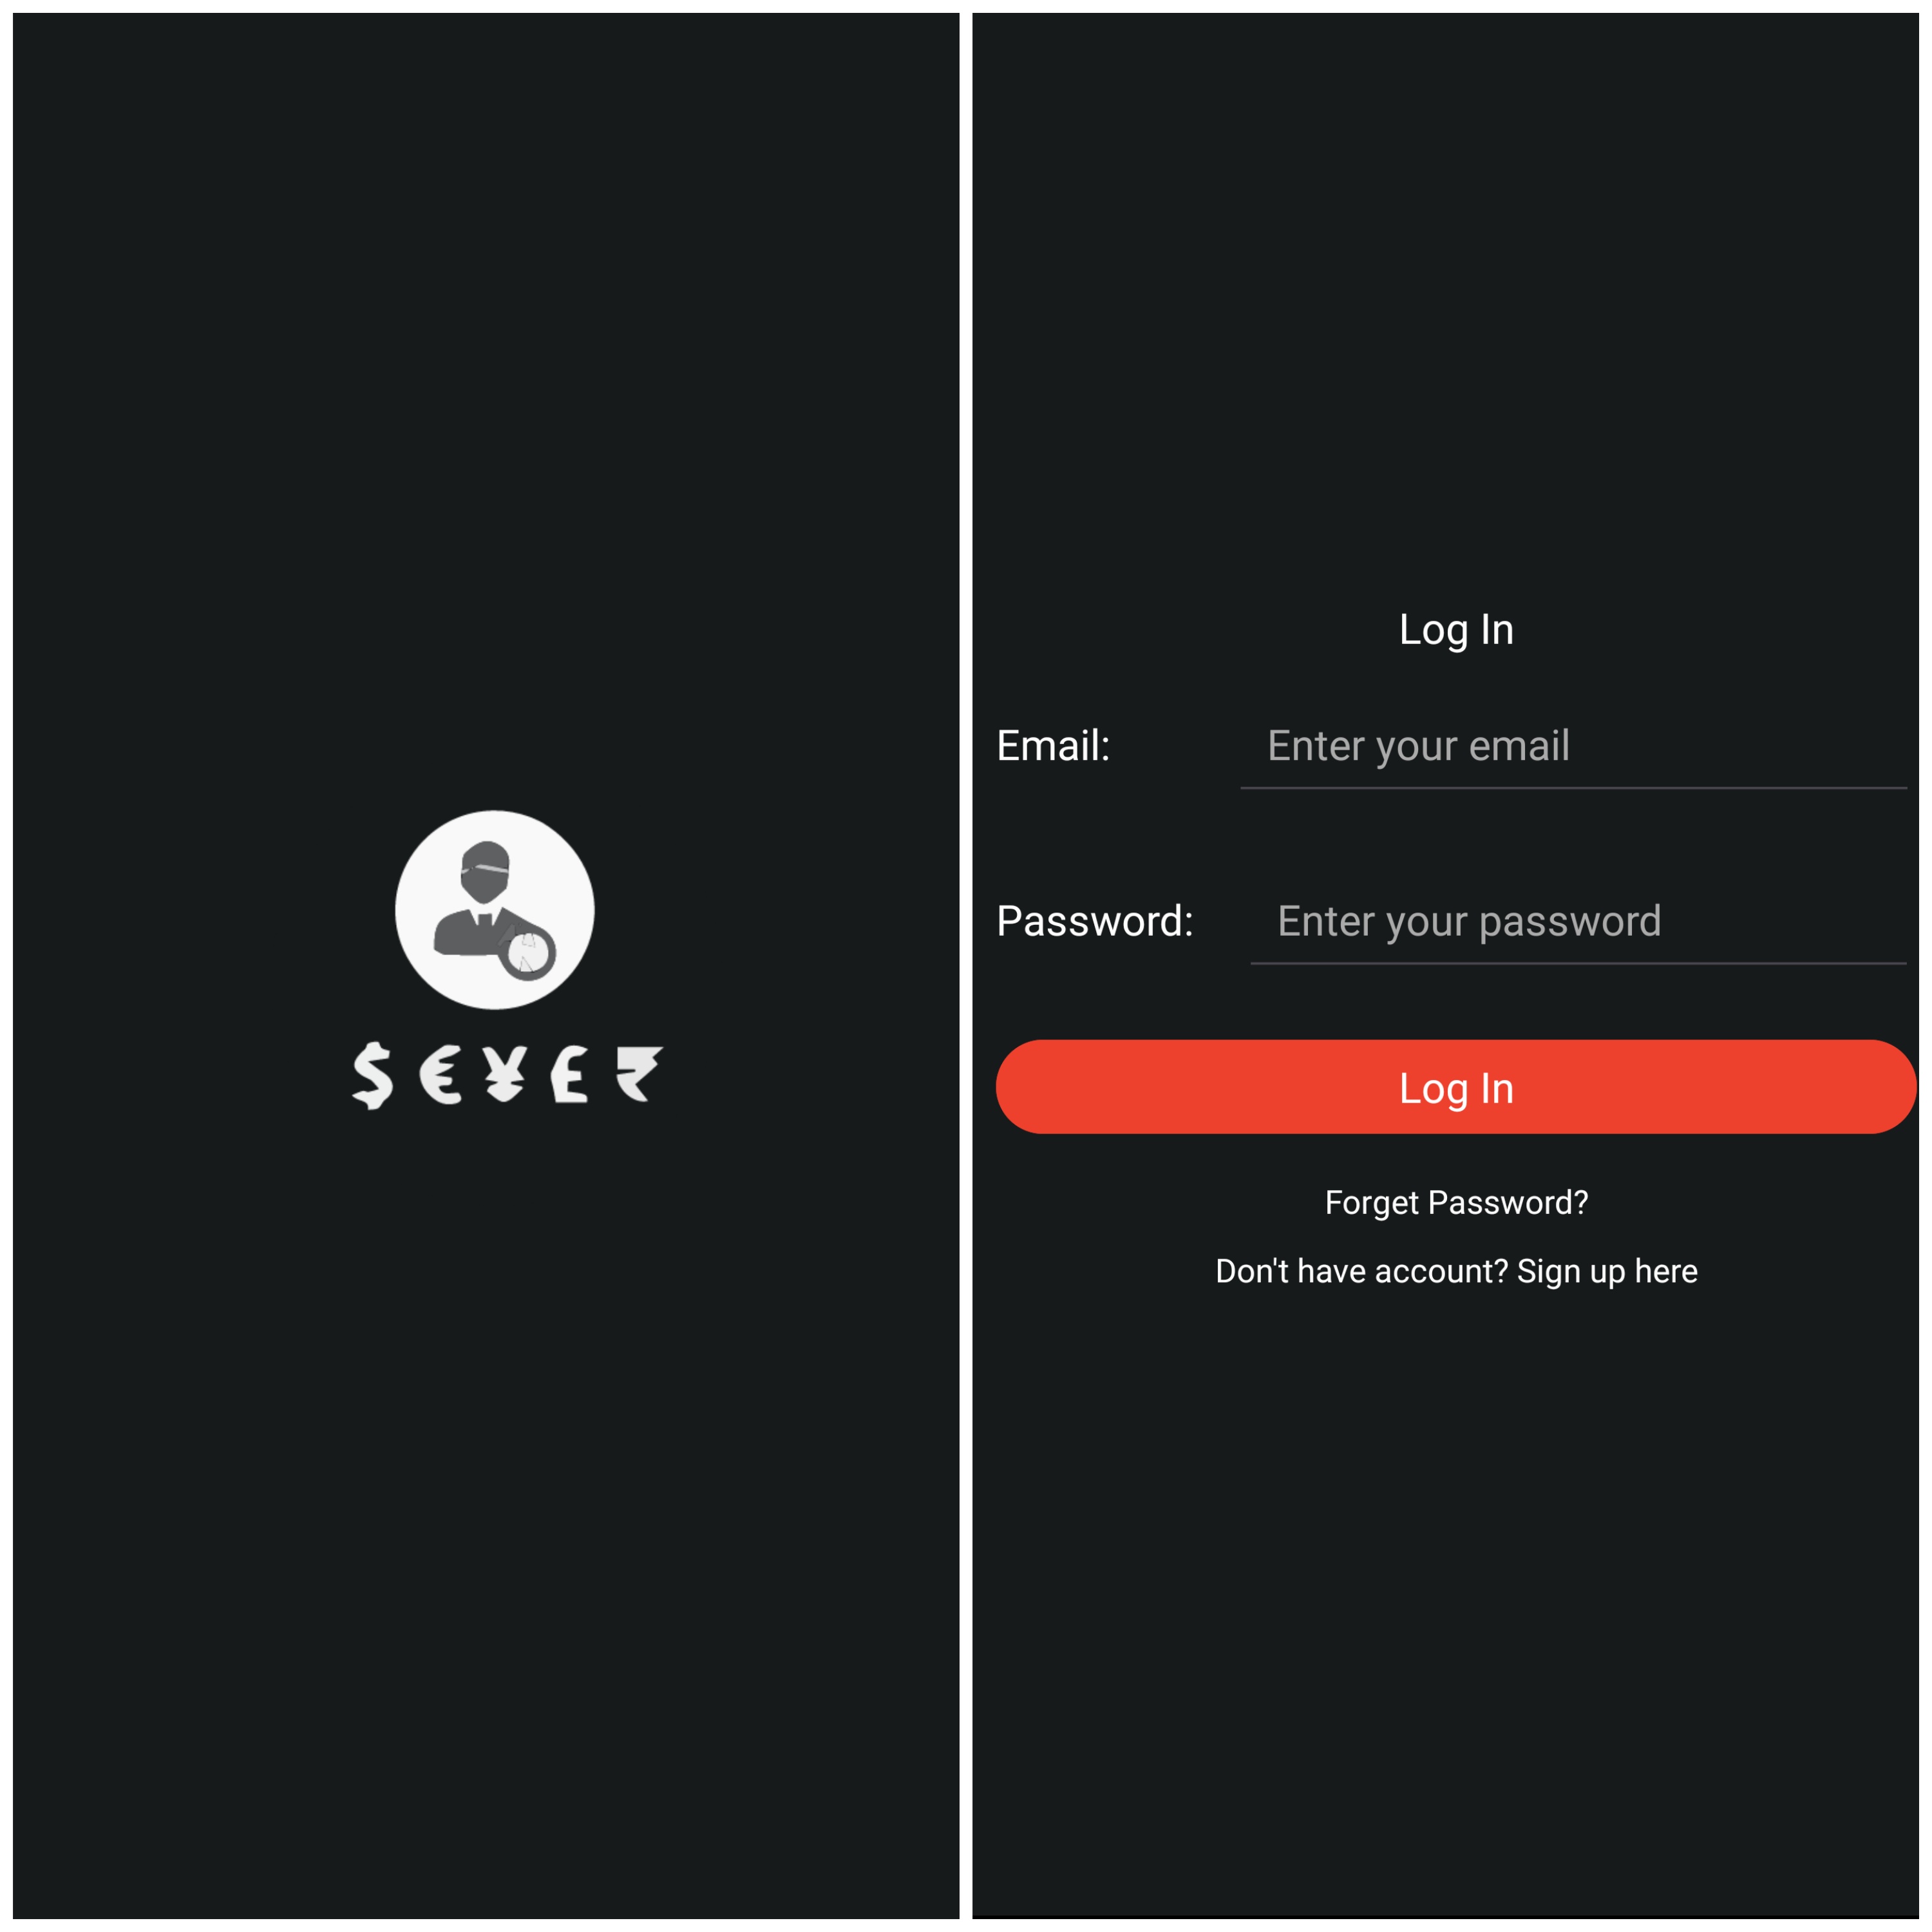 $€¥£₹
Log In
Email:
Enter your email
Password:
Enter your password
Log In
Forget Password?
Don't have account? Sign up here